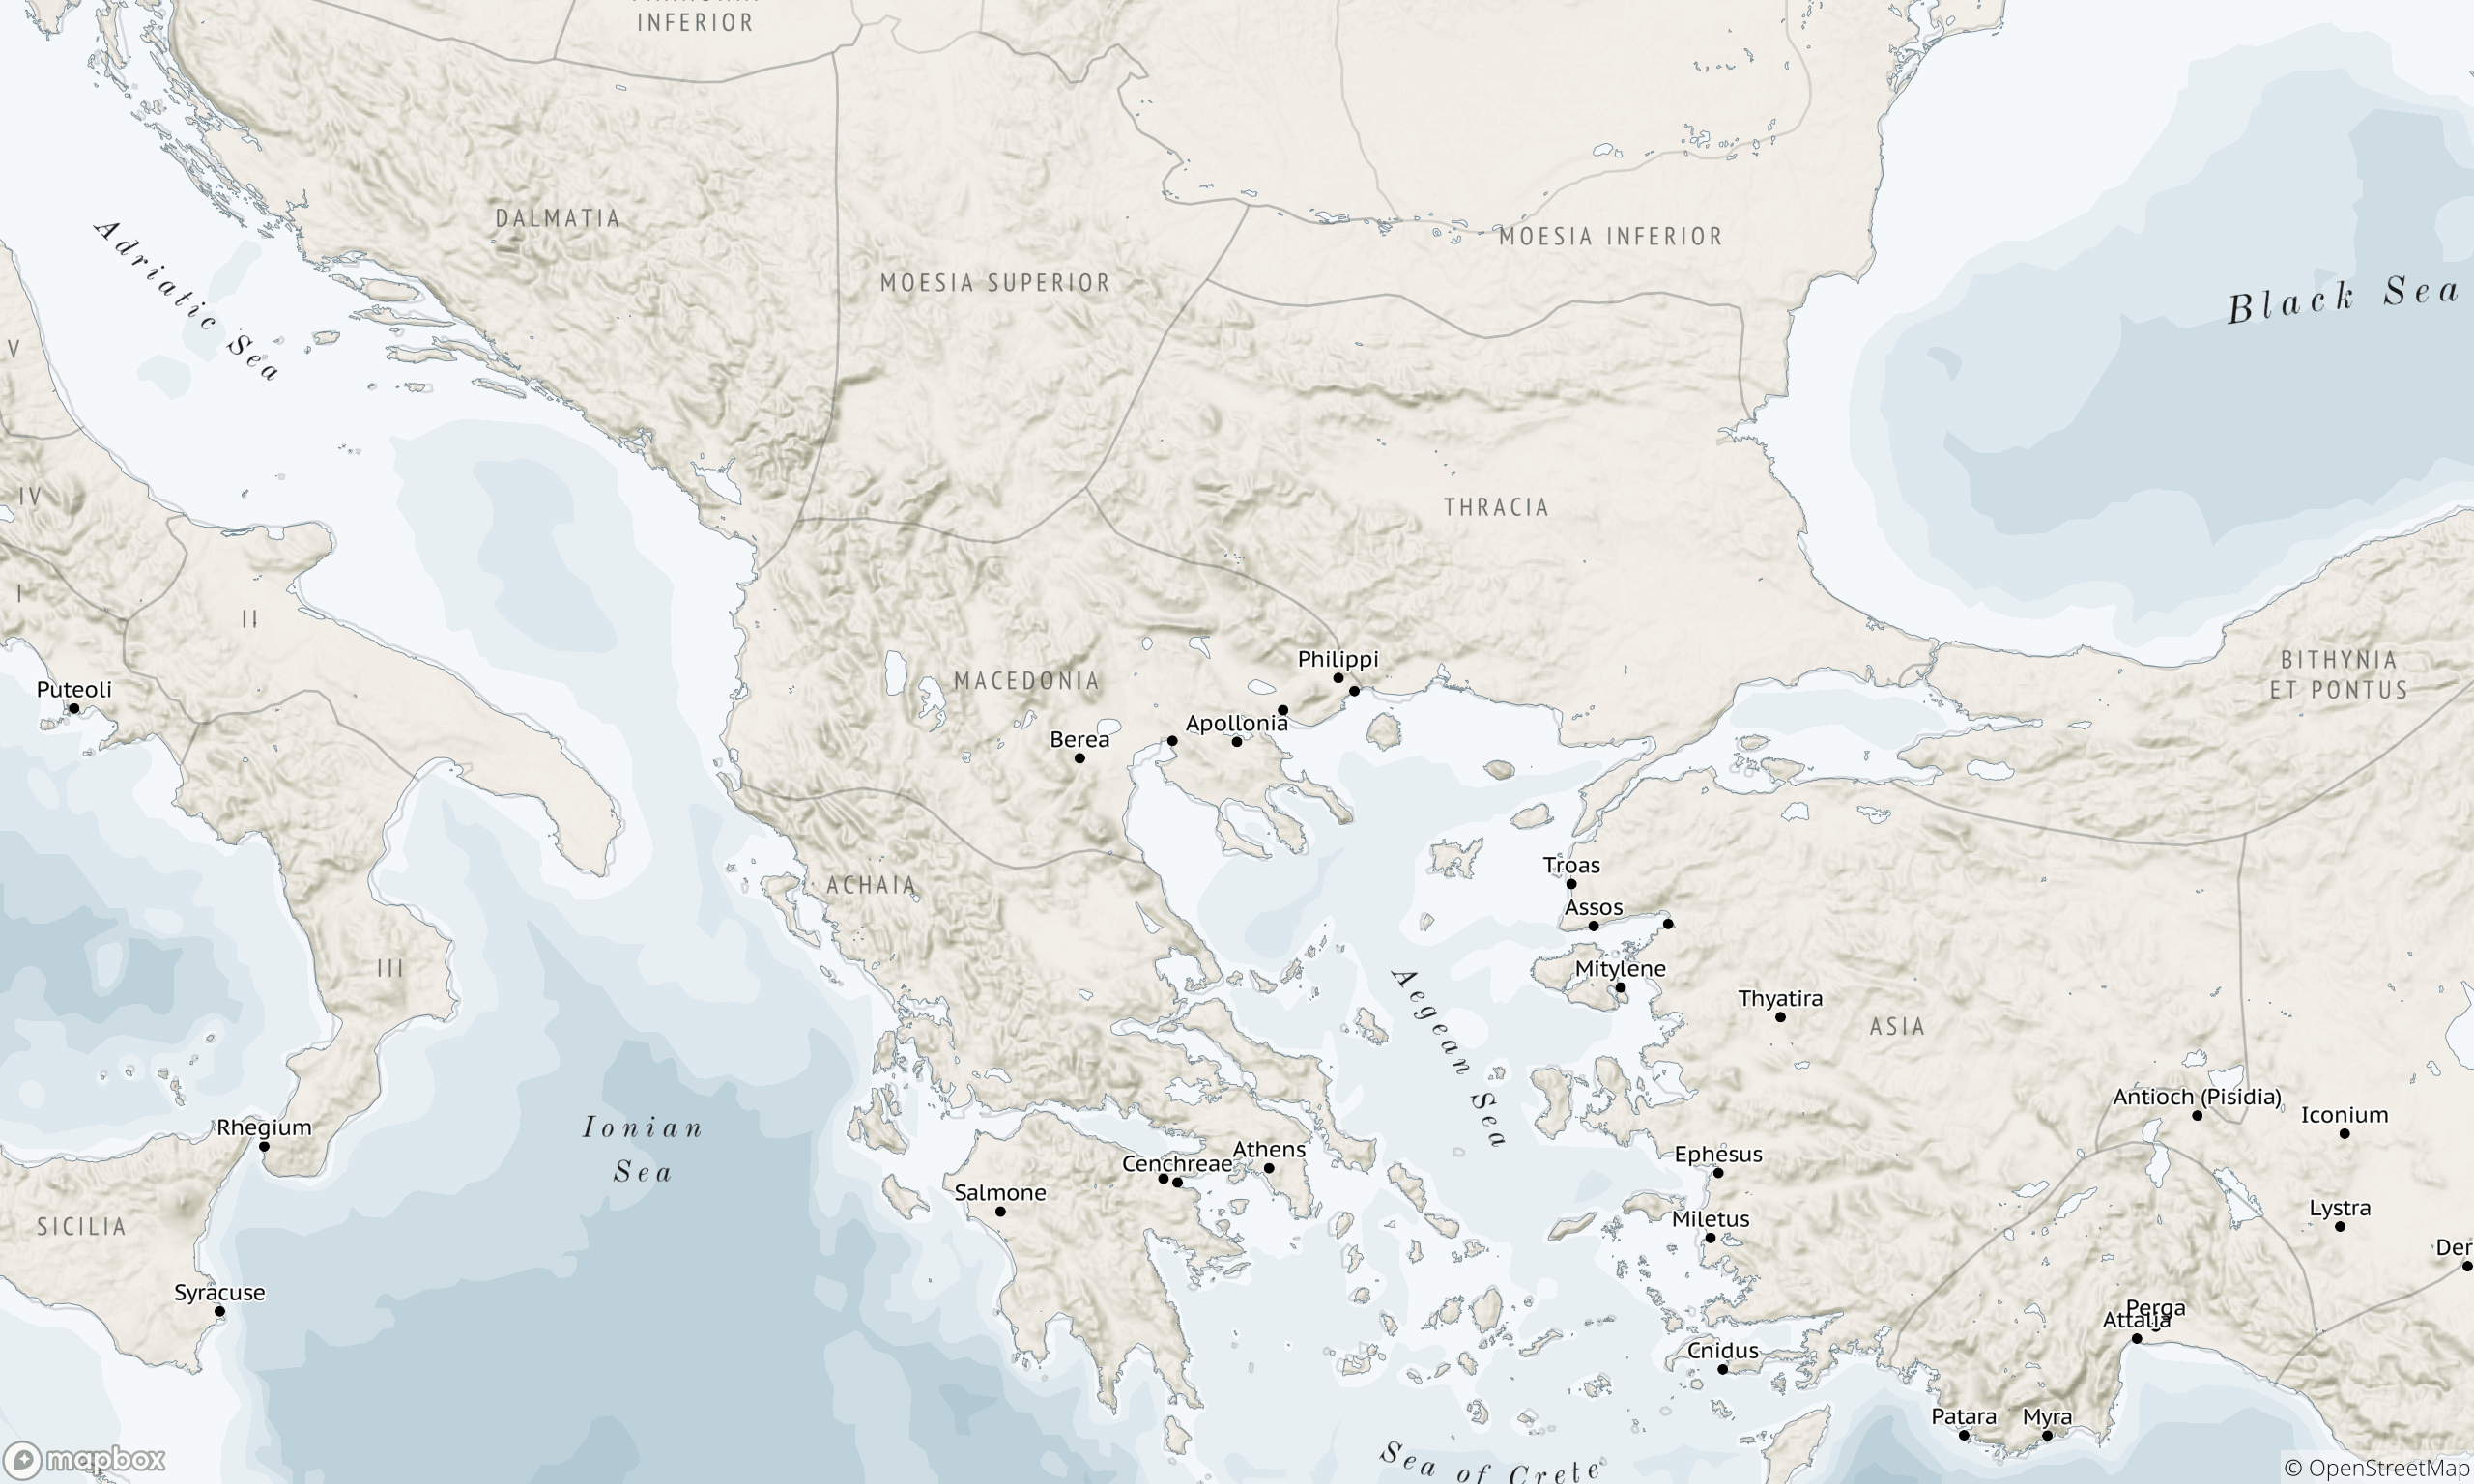 INFERIOR
DALMATIA
MOESIA INFERIOR
MOESIA SUPERIOR
Adriatic Sea
Black Sea
V
IV
THRACIA
I
II
Philippi
BITHYNIA
ET PONTUS
MACEDONIA
Puteoli
Apollonia
Berea
Troas
ACHAIA
Assos
III
Mitylene
Thyatira
Aegean Sea
ASIA
Antioch (Pisidia)
Iconium
Rhegium
Ionian
Sea
Athens
Ephesus
Cenchreae
Salmone
Lystra
Miletus
SICILIA
Der
Syracuse
Perga
Attalia
Cnidus
Patara
Myra
Sea of Crete
mapbox
© OpenStreetMap